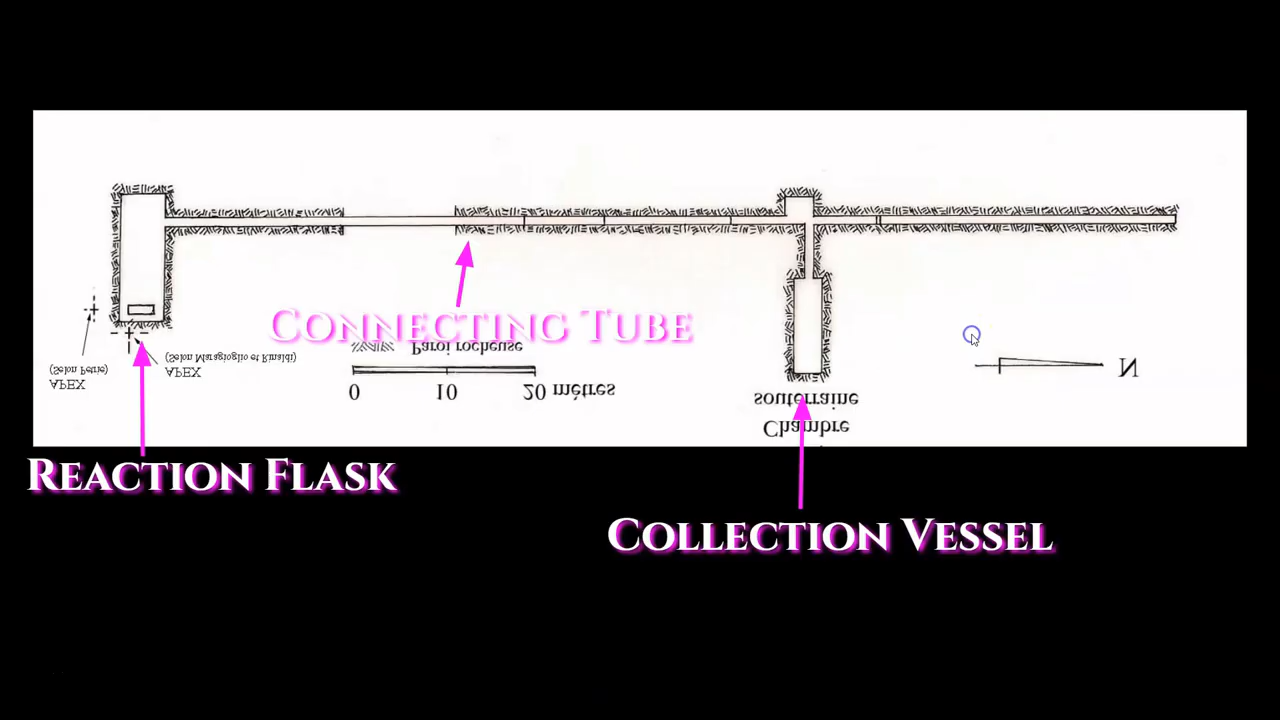 CONNECTING TUBE
Paroi rocheuse
(Selon Petrie)
APEX
(Selon Maragioglio et Rinaldi)
APEX
0 10 20 mètres
N
souterraine
Chambre
REACTION FLASK
COLLECTION VESSEL